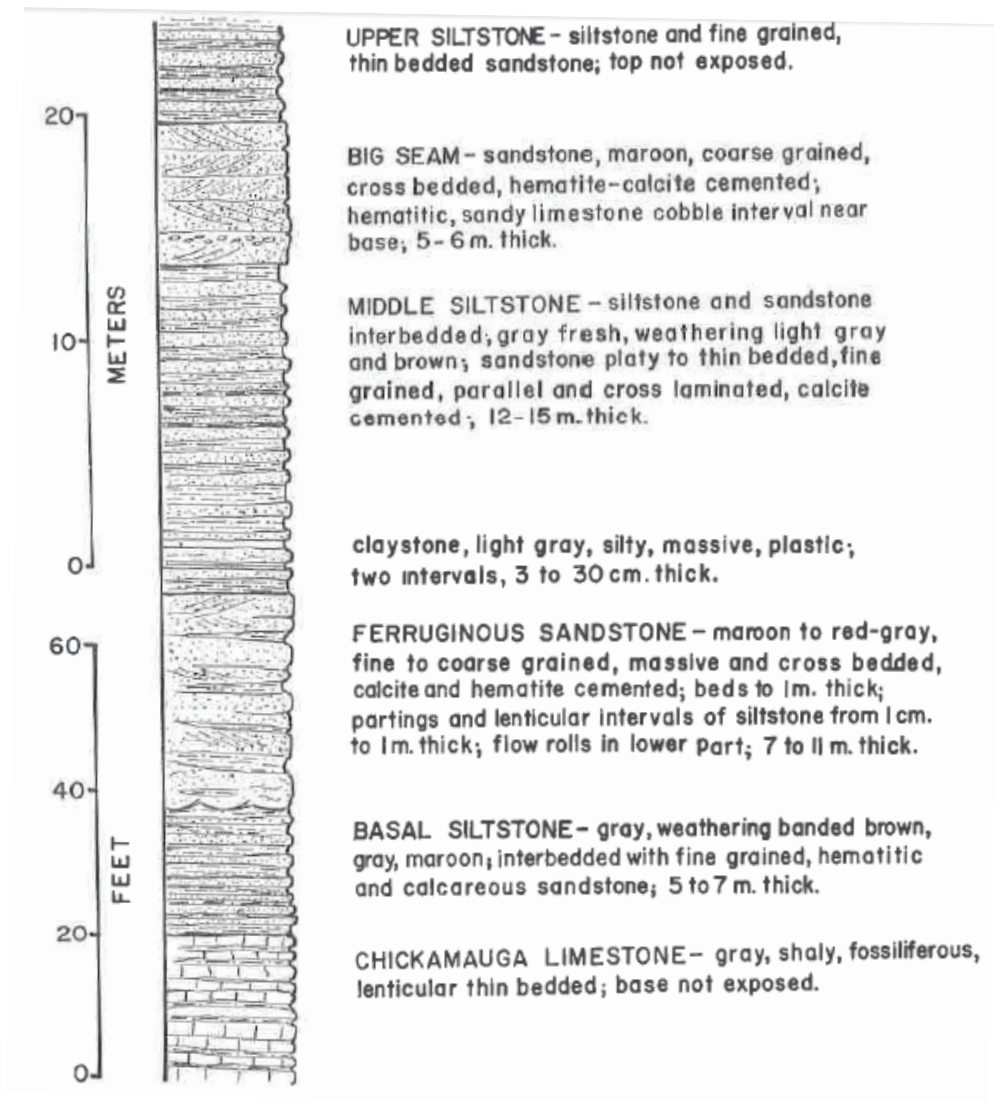 UPPER SILTSTONE - siltstone and fine grained,
thin bedded sandstone; top not exposed.
20
BIG SEAM - sandstone, maroon, coarse grained,
cross bedded, hematite-calcite cemented;
hematitic, sandy limestone cobble interval near
base; 5-6 m. thick.
METERS
MIDDLE SILTSTONE - siltstone and sandstone
interbedded; gray fresh, weathering light gray
10
and brown; sandstone platy to thin bedded, fine
grained, parallel and cross laminated, calcite
cemented; 12-15 m. thick.
claystone, light gray, silty, massive, plastic;
0
two intervals, 3 to 30 cm. thick.
FERRUGINOUS SANDSTONE - maroon to red-gray,
60
fine to coarse grained, massive and cross bedded,
calcite and hematite cemented; beds to 1m. thick;
partings and lenticular intervals of siltstone from 1 cm.
to 1m. thick; flow rolls in lower part; 7 to 11 m. thick.
40
BASAL SILTSTONE - gray, weathering banded brown,
gray, maroon; interbedded with fine grained, hematitic
and calcareous sandstone; 5 to 7 m. thick.
FEET
20
CHICKAMAUGA LIMESTONE - gray, shaly, fossiliferous,
lenticular thin bedded; base not exposed.
0